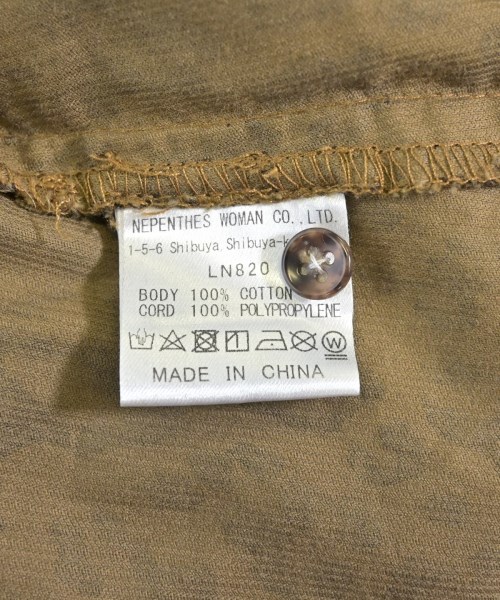 NEPENTHES WOMAN CO.,LTD.
1-5-6 Shibuya.Shibuya-k
LN820
BODY 100% COTTON
CORD 100% POLYPROPYLENE
W
MADE IN CHINA